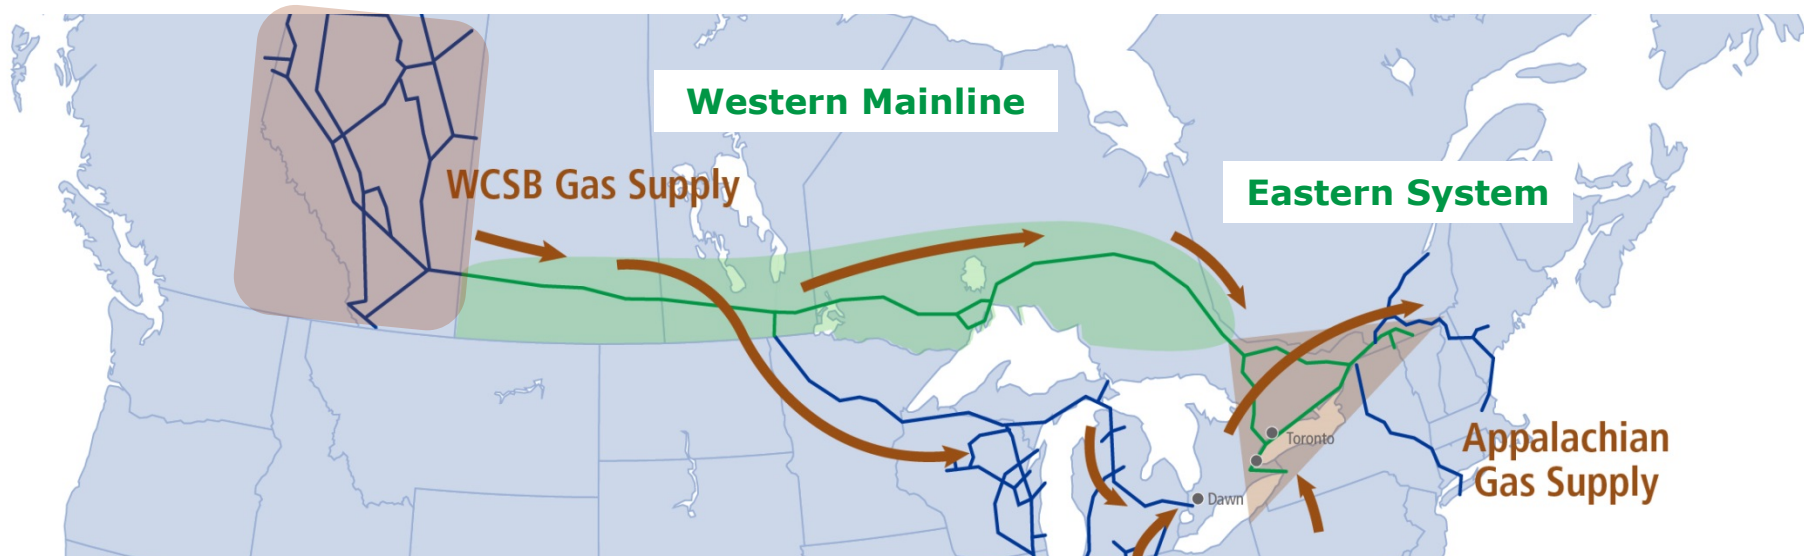 Western Mainline
WCSB Gas Supply
Eastern System
Toronto
Dawn
Appalachian
Gas Supply